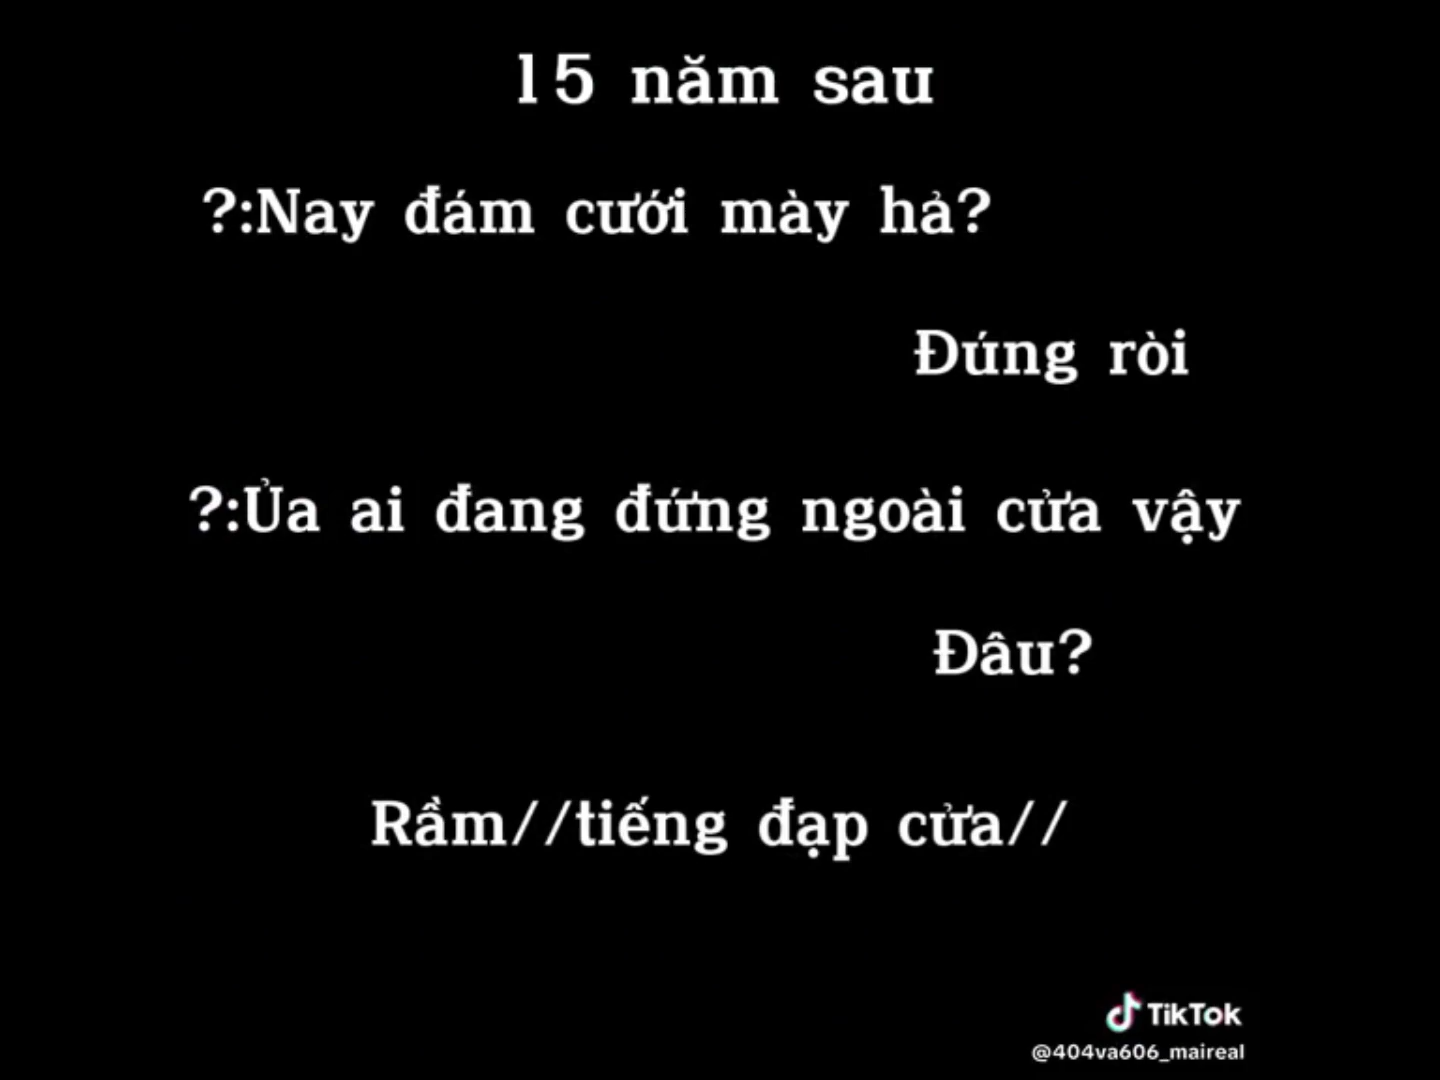 15 năm sau
?:Nay đám cưới mày hả?
Đúng ròi
?:Ủa ai đang đứng ngoài cửa vậy
Đâu?
Rầm//tiếng đạp cửa//
TikTok
@404va606_maireal